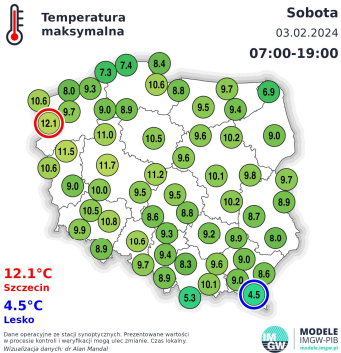 Temperatura
maksymalna
Sobota
03.02.2024
07:00-19:00
7.3 7.4 8.4
10.6 8.0 9.3 10.6 8.8 9.7 6.9
12.1 9.7 9.0 8.9 9.5 9.4
11.0 10.5 9.6 10.2 9.0
11.5 9.6
10.6 11.7 11.2 10.1 9.8 9.7
9.0 10.0 9.5 9.5 10.2 8.9
10.5 10.8 8.6 8.8 8.7
9.9 10.6 9.3 9.2 8.9 8.0
8.9 9.4
9.7 8.3 9.6 9.0 8.6
8.9 10.1 9.0
5.3 4.5
12.1°C
Szczecin
4.5°C
Lesko
Dane operacyjne ze stacji synoptycznych. Prezentowane wartości
w procesie kontroli i weryfikacji mogą ulec zmianie. Czas lokalny.
Wizualizacja danych: dr Alan Mandal
IMGW
MODELE
IMGW-PIB
modele.imgw.pl